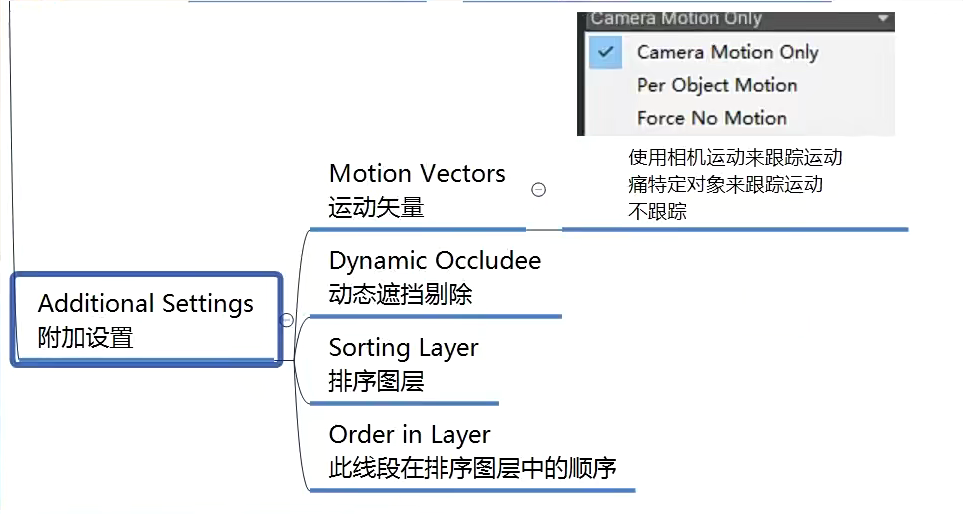 Camera Motion Only
Camera Motion Only
Per Object Motion
Force No Motion
使用相机运动来跟踪运动
痛特定对象来跟踪运动
不跟踪
Motion Vectors
运动矢量
Dynamic Occludee
动态遮挡剔除
Additional Settings
附加设置
Sorting Layer
排序图层
Order in Layer
此线段在排序图层中的顺序